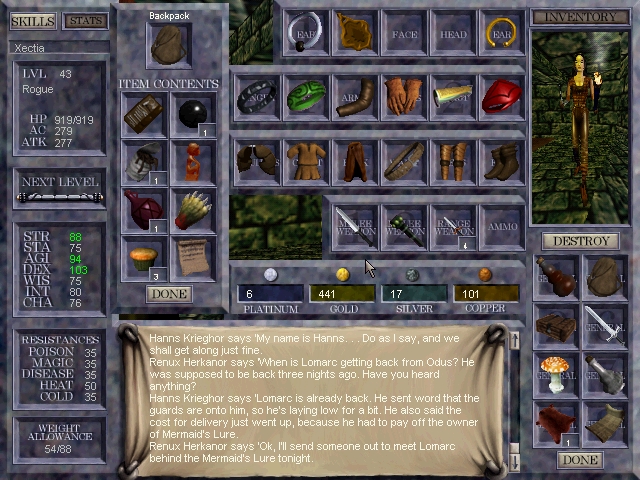 SKILLS
STATS
Xectia
LVL 43
Rogue
HP 919/919
AC 279
ATK 277
NEXT LEVEL
STR 88
STA 75
AGI 94
DEX 103
WIS 75
INT 80
CHA 76
RESISTANCES
POISON 35
MAGIC 35
DISEASE 35
HEAT 50
COLD 35
WEIGHT
ALLOWANCE
54/88
Backpack
ITEM CONTENTS
1
1
1
3
DONE
EAR
FACE
HEAD
EAR
MELEE
WEAPON
RANGE
WEAPON
4
AMMO
6
441
17
101
PLATINUM
GOLD
SILVER
COPPER
Hanns Krieghor says 'My name is Hanns. . . Do as I say, and we
shall get along just fine.
Renux Herkanor says 'When is Lomarc getting back from Odus? He
was supposed to be back three nights ago. Have you heard
anything?
Hanns Krieghor says 'Lomarc is already back. He sent word that the
guards are onto him, so he's laying low for a bit. He also said the
cost for delivery just went up, because he had to pay off the owner
of Mermaid's Lure.
Renux Herkanor says 'Ok, I'll send someone out to meet Lomarc
behind the Mermaid's Lure tonight.
INVENTORY
DESTROY
GENERAL
1
DONE